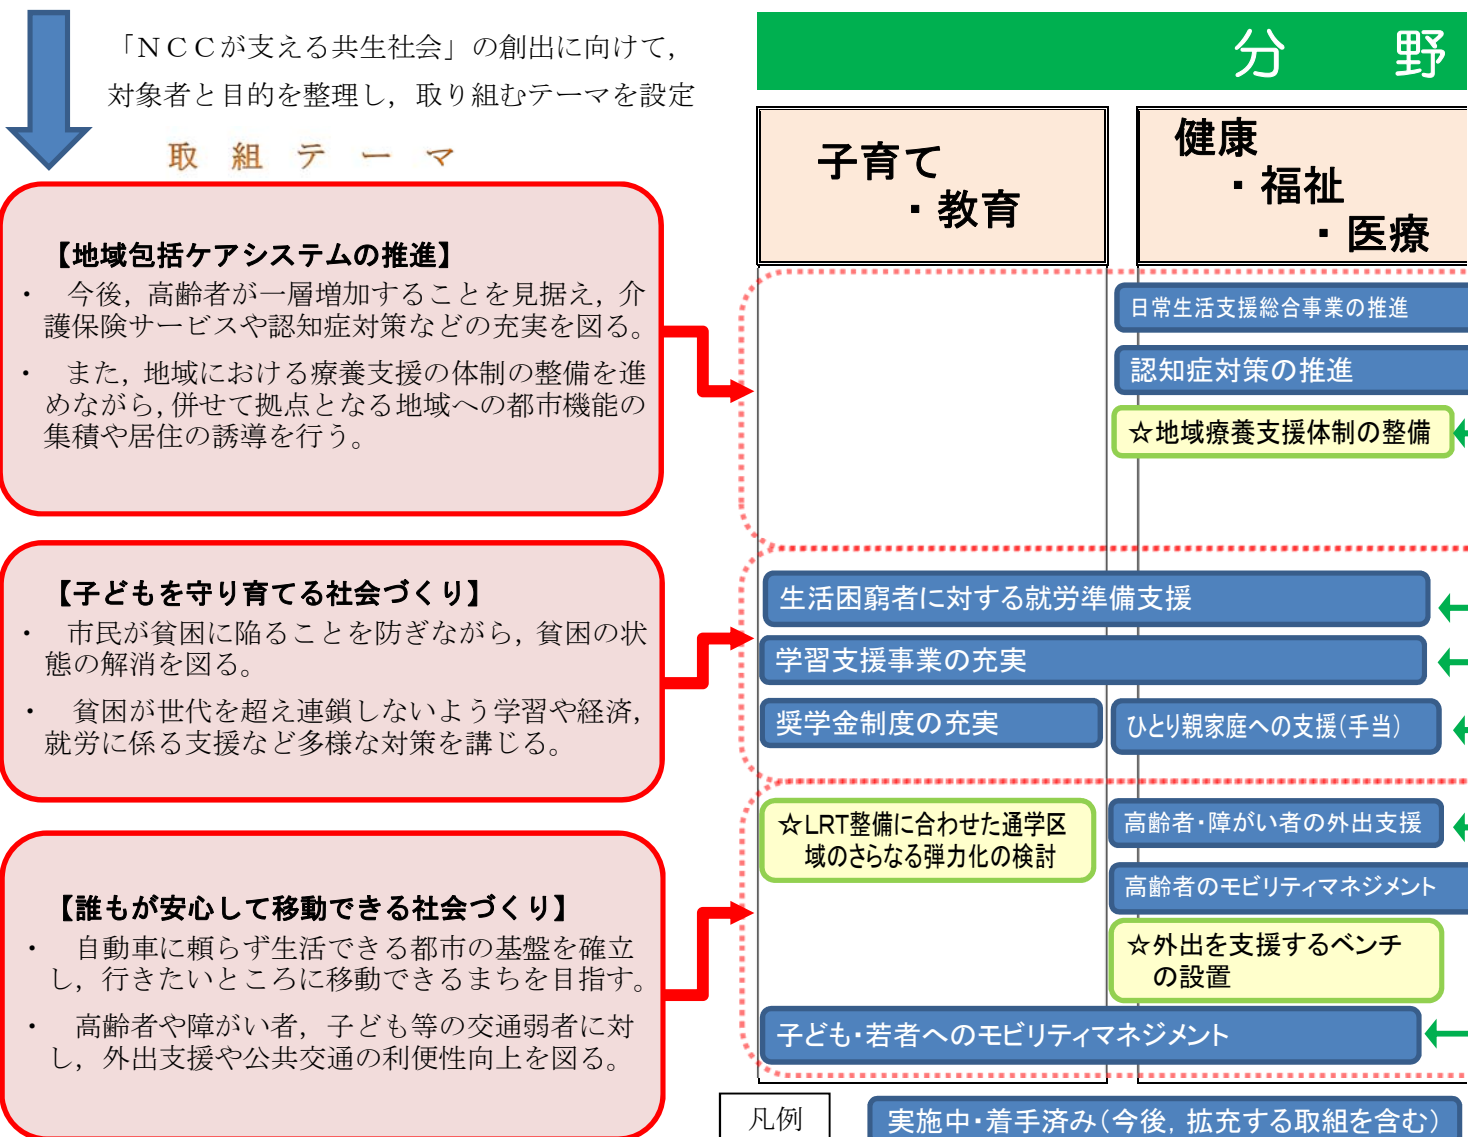 「NCCが支える共生社会」の創出に向けて,
対象者と目的を整理し,取り組むテーマを設定
取組テーマ
【地域包括ケアシステムの推進】
・ 今後,高齢者が一層増加することを見据え,介
護保険サービスや認知症対策などの充実を図る。
・ また,地域における療養支援の体制の整備を進
めながら,併せて拠点となる地域への都市機能の
集積や居住の誘導を行う。
【子どもを守り育てる社会づくり】
・ 市民が貧困に陥ることを防ぎながら,貧困の状
態の解消を図る。
・ 貧困が世代を超え連鎖しないよう学習や経済,
就労に係る支援など多様な対策を講じる。
【誰もが安心して移動できる社会づくり】
・ 自動車に頼らず生活できる都市の基盤を確立
し,行きたいところに移動できるまちを目指す。
・ 高齢者や障がい者,子ども等の交通弱者に対
し,外出支援や公共交通の利便性向上を図る。
分野
子育て
・教育
健康
・福祉
・医療
日常生活支援総合事業の推進
認知症対策の推進
☆地域療養支援体制の整備
生活困窮者に対する就労準備支援
学習支援事業の充実
奨学金制度の充実
ひとり親家庭への支援(手当)
☆LRT整備に合わせた通学区
域のさらなる弾力化の検討
高齢者・障がい者の外出支援
高齢者のモビリティマネジメント
☆外出を支援するベンチ
の設置
子ども・若者へのモビリティマネジメント
凡例
実施中・着手済み(今後,拡充する取組を含む)